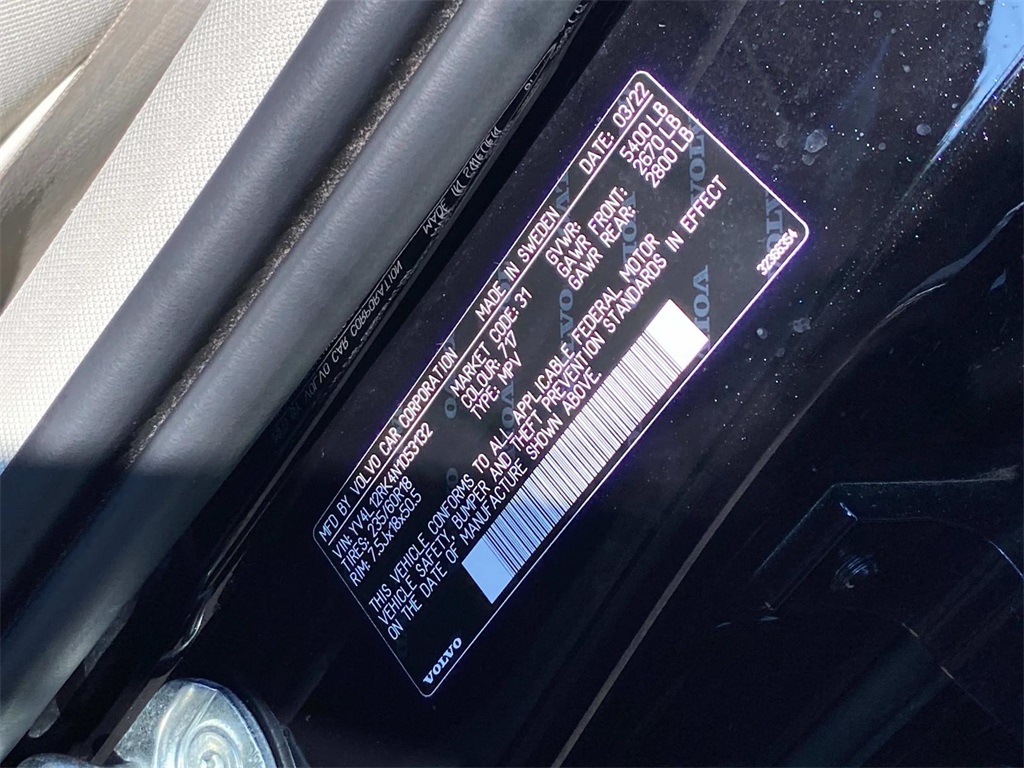 MFD BY VOLVO CAR CORPORATION MADE IN SWEDEN DATE: 03/22
VIN: YV4L12RK4N1053132 MARKET CODE: 31 GVWR: 5400 LB
TIRES: 235/60R18 COLOUR: 717 GAWR FRONT: 2670 LB
RIM: 7.5JX18x50.5 TYPE: MPV GAWR REAR: 2800 LB
THIS VEHICLE CONFORMS TO ALL APPLICABLE FEDERAL MOTOR
VEHICLE SAFETY, BUMPER AND THEFT PREVENTION STANDARDS IN EFFECT
ON THE DATE OF MANUFACTURE SHOWN ABOVE
VOLVO